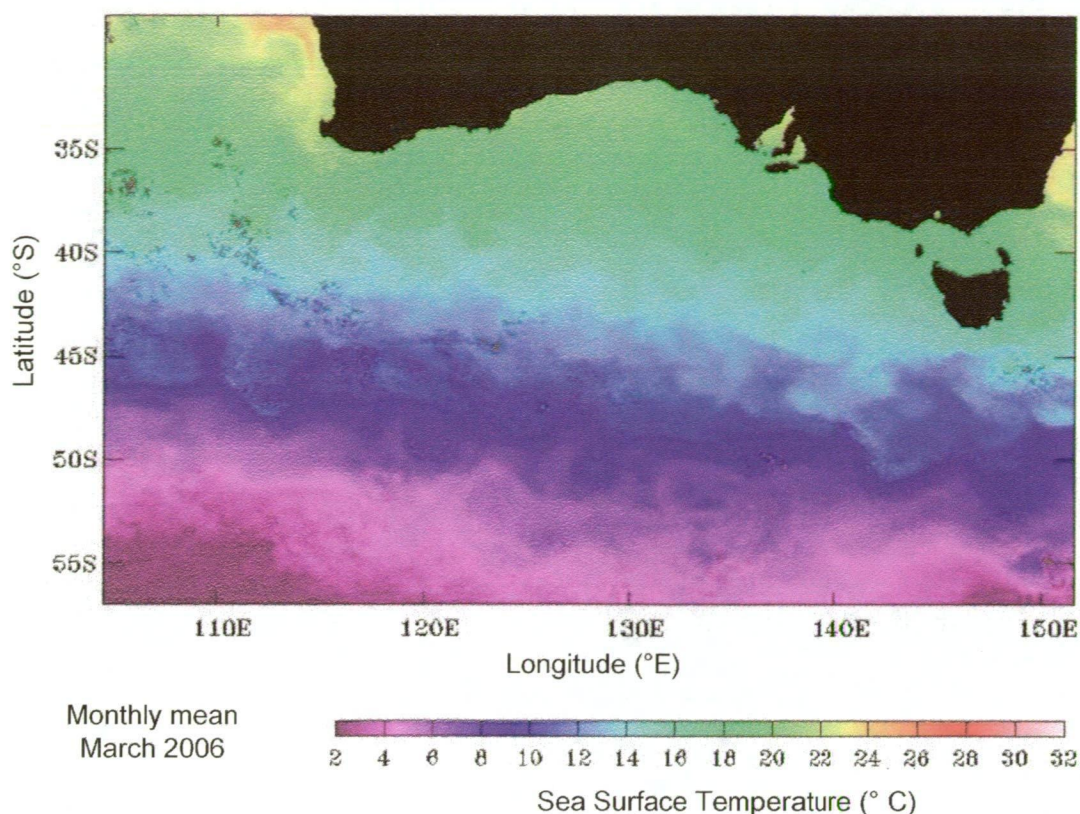 35S
40S
45S
50S
55S
Latitude (°S)
110E 120E 130E 140E 150E
Longitude (°E)
Monthly mean
March 2006
2 4 6 8 10 12 14 16 18 20 22 24 26 28 30 32
Sea Surface Temperature (° C)